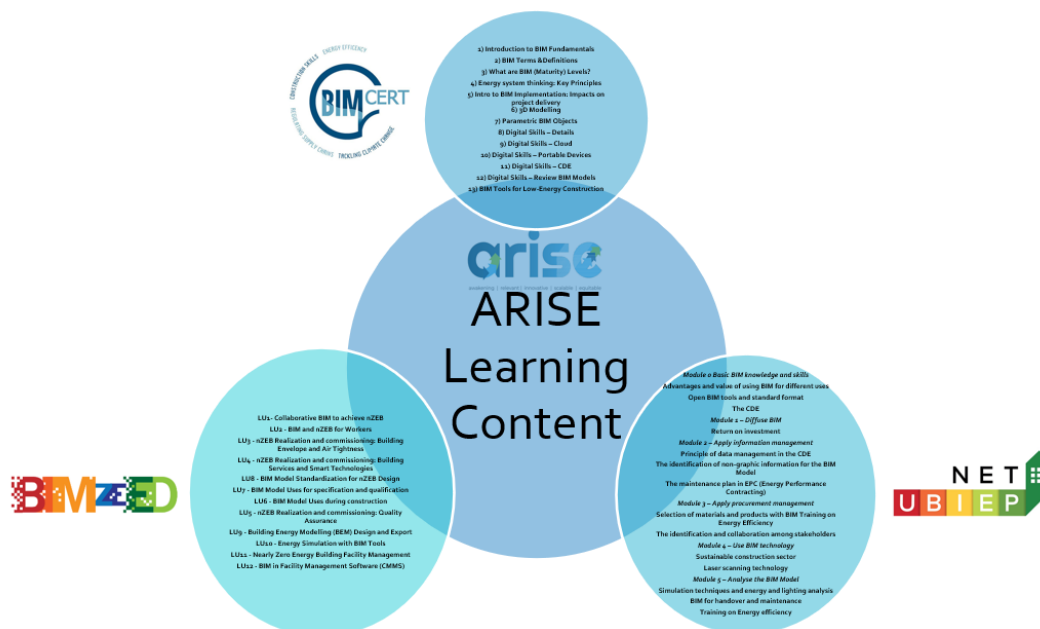 ENERGY EFFICIENCY
CONSTRUCTION SKILLS
BIMCERT
REINVENTING SUPPLY CHAINS
TACKLING CLIMATE CHANGE
1) Introduction to BIM Fundamentals
2) BIM Terms &Definitions
3) What are BIM (Maturity) Levels?
4) Energy system thinking: Key Principles
5) Intro to BIM Implementation: Impacts on
project delivery
6) 3D Modelling
7) Parametric BIM Objects
8) Digital Skills – Details
9) Digital Skills – Cloud
10) Digital Skills – Portable Devices
11) Digital Skills – CDE
12) Digital Skills – Review BIM Models
13) BIM Tools for Low-Energy Construction
arise
ARISE
Learning
Content
BIMZEED
LU1- Collaborative BIM to achieve nZEB
LU2 - BIM and nZEB for Workers
LU3 - nZEB Realization and commissioning: Building
Envelope and Air Tightness
LU4 - nZEB Realization and commissioning: Building
Services and Smart Technologies
LU8 - BIM Model Standardization for nZEB Design
LU7 - BIM Model Uses for specification and qualification
LU6 - BIM Model Uses during construction
LU5 - nZEB Realization and commissioning: Quality
Assurance
LU9 - Building Energy Modelling (BEM) Design and Export
LU10 - Energy Simulation with BIM Tools
LU11 - Nearly Zero Energy Building Facility Management
LU12 - BIM in Facility Management Software (CMMS)
Module 0 Basic BIM knowledge and skills
Advantages and value of using BIM for different uses
Open BIM tools and standard format
The CDE
Module 1 – Diffuse BIM
Return on investment
Module 2 – Apply information management
Principle of data management in the CDE
The identification of non-graphic information for the BIM
Model
The maintenance plan in EPC (Energy Performance
Contracting)
Module 3 – Apply procurement management
Selection of materials and products with BIM Training on
Energy Efficiency
The identification and collaboration among stakeholders
Module 4 – Use BIM technology
Sustainable construction sector
Laser scanning technology
Module 5 – Analyse the BIM Model
Simulation techniques and energy and lighting analysis
BIM for handover and maintenance
Training on Energy efficiency
NET
UBIEP